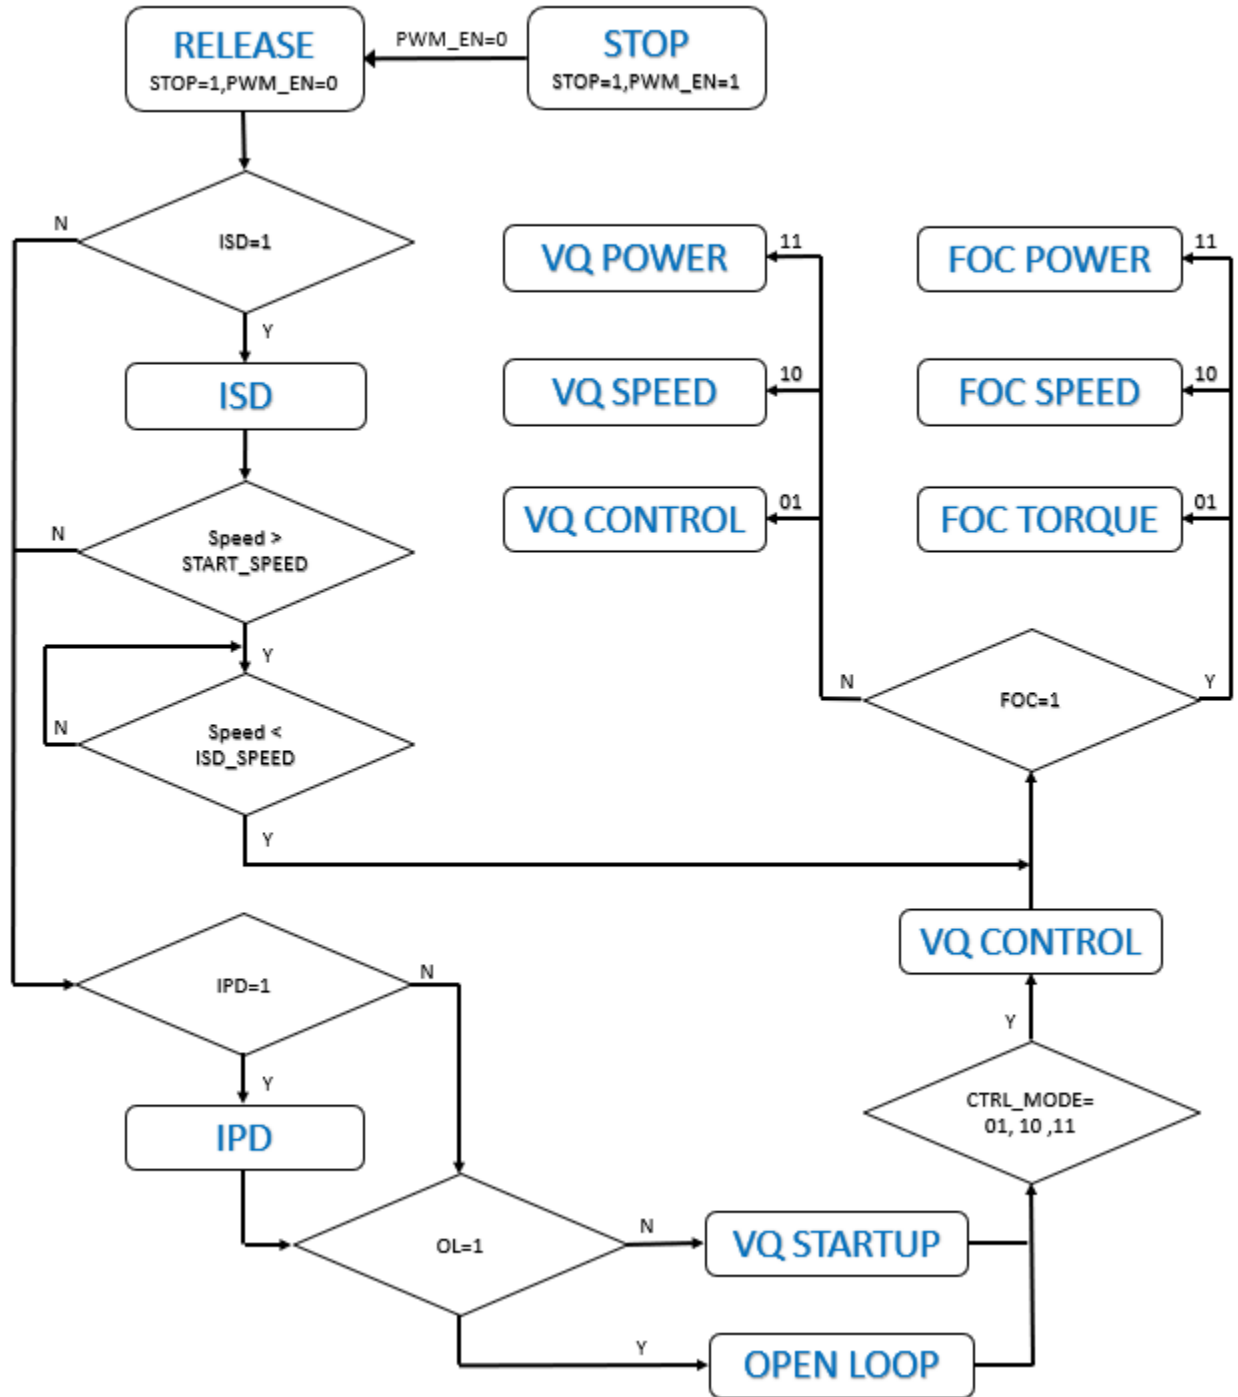 RELEASE
STOP=1,PWM_EN=0
PWM_EN=0
STOP
STOP=1,PWM_EN=1
ISD=1
N
Y
ISD
Speed >
START_SPEED
N
Y
Speed <
ISD_SPEED
N
Y
VQ POWER
11
VQ SPEED
10
VQ CONTROL
01
FOC POWER
11
FOC SPEED
10
FOC TORQUE
01
N
FOC=1
Y
VQ CONTROL
Y
CTRL_MODE=
01, 10 ,11
IPD=1
N
Y
IPD
OL=1
N
VQ STARTUP
Y
OPEN LOOP